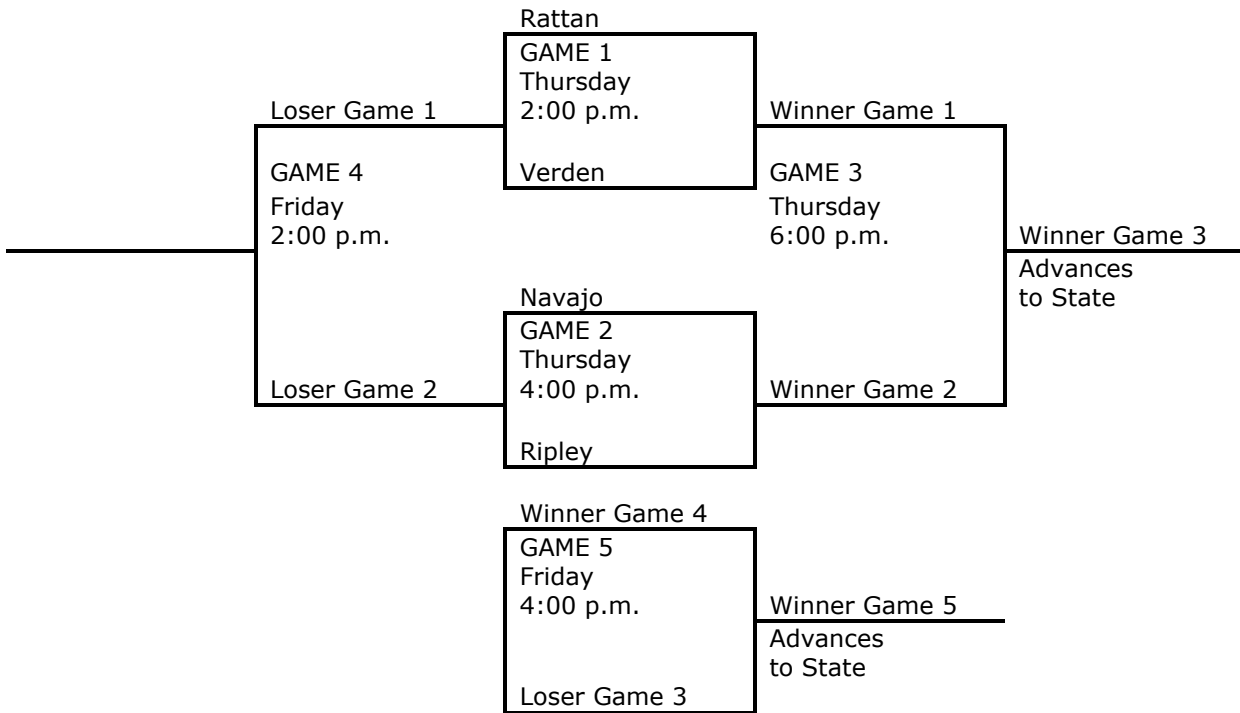 Rattan
GAME 1
Thursday
Loser Game 1
2:00 p.m.
Winner Game 1
GAME 4
Verden
GAME 3
Friday
Thursday
2:00 p.m.
6:00 p.m.
Winner Game 3
Advances
to State
Navajo
GAME 2
Thursday
Loser Game 2
4:00 p.m.
Winner Game 2
Ripley
Winner Game 4
GAME 5
Friday
4:00 p.m.
Winner Game 5
Advances
to State
Loser Game 3